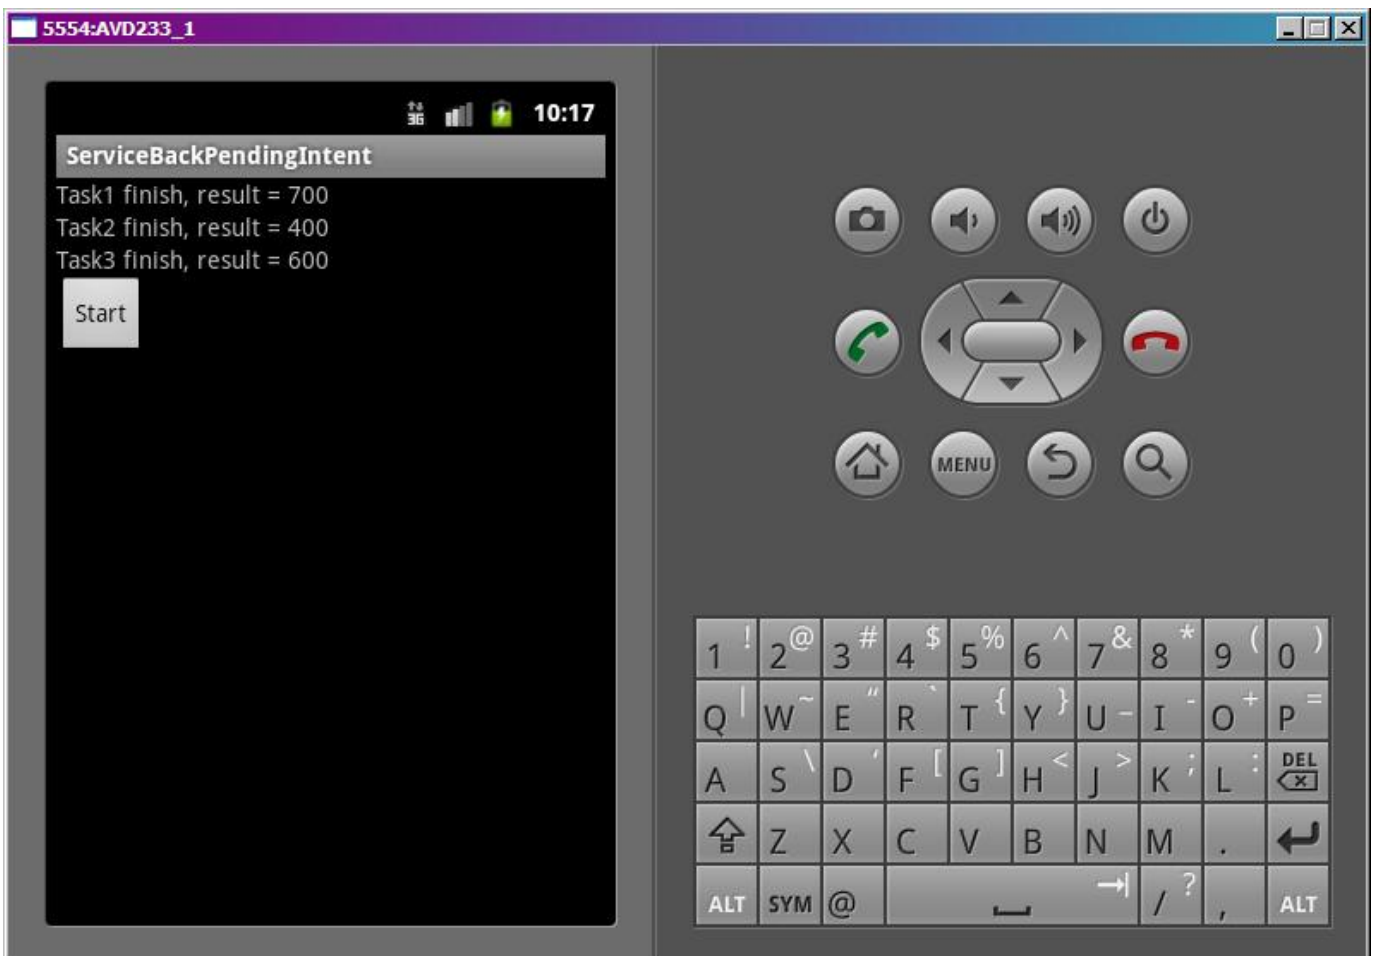 5554:AVD233_1
3G 10:17
ServiceBackPendingIntent
Task1 finish, result = 700
Task2 finish, result = 400
Task3 finish, result = 600
Start
MENU
1 ! 2 @ 3 # 4 $ 5 % 6 ^ 7 & 8 * 9 ( 0 )
Q | W ~ E " R ` T { Y } U _ I - O + P =
A S \ D ' F [ G ] H < J > K ; L : DEL
Z X C V B N M .
ALT SYM @ / ? , ALT